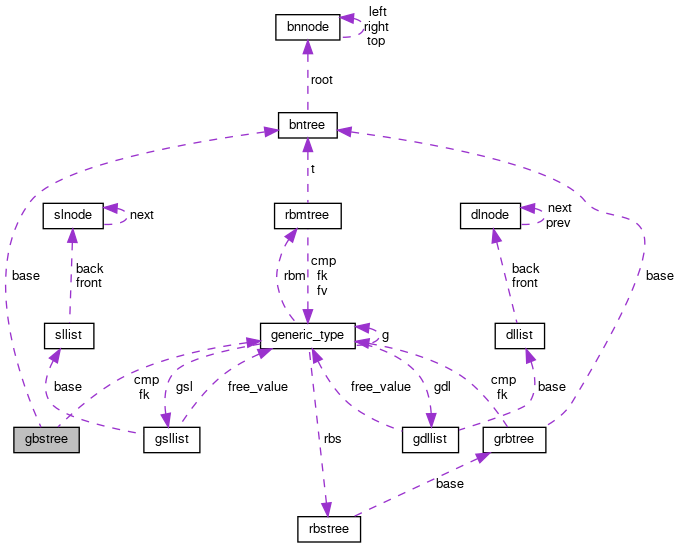 left
bnnode
right
top
root
bntree
t
slnode
next
rbmtree
dlnode
next
prev
base
back
front
rbm
cmp
fk
fv
back
front
base
sllist
generic_type
g
dllist
base
cmp
fk
gsl
free_value
free_value
gdl
cmp
fk
base
gbstree
gsllist
rbs
gdllist
grbtree
base
rbstree